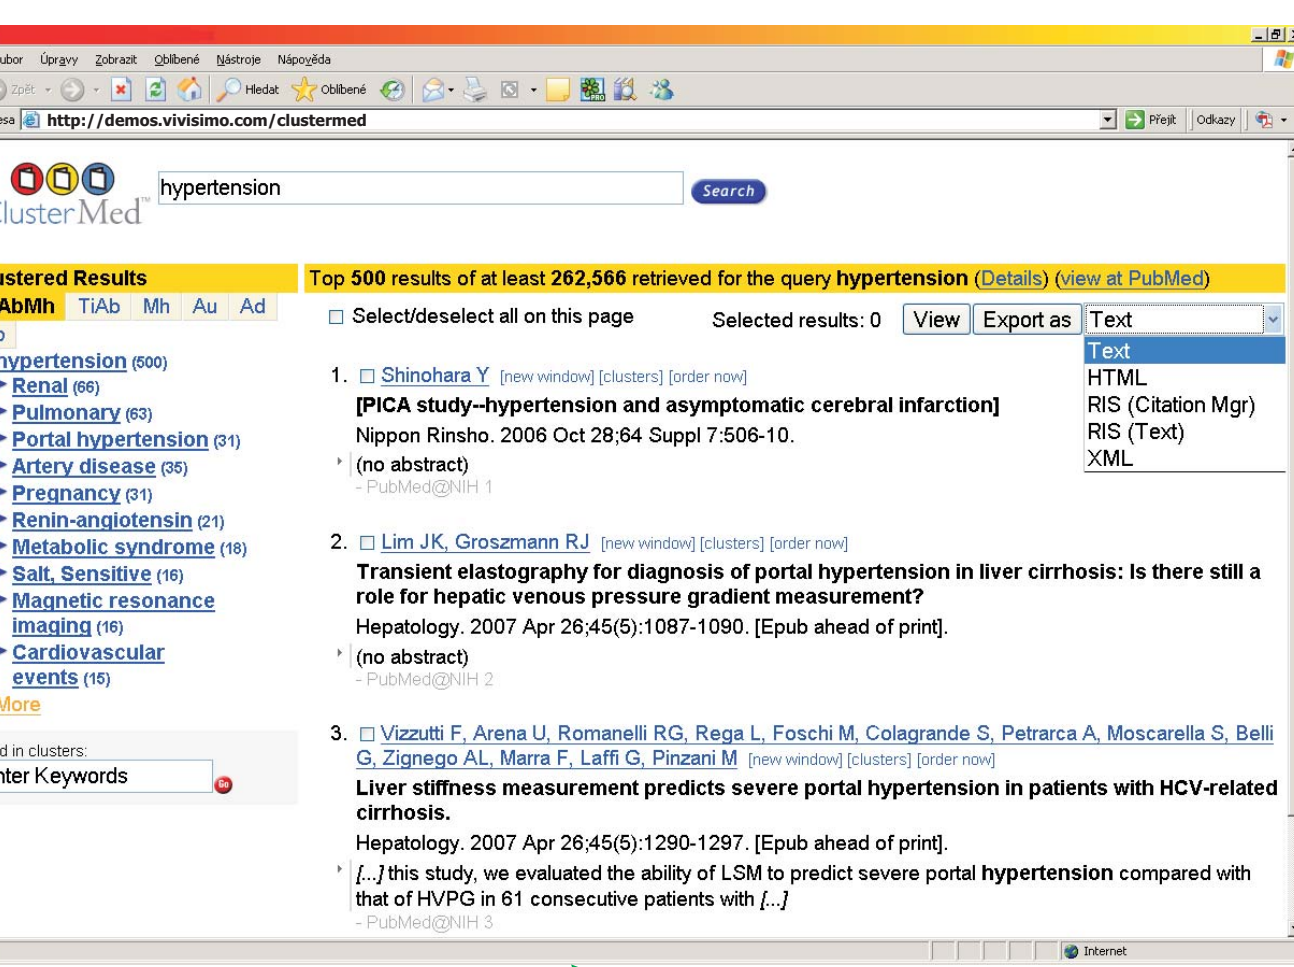 ubor Úpravy Zobrazit Oblíbené Nástroje Nápověda
Zpět Hledat Oblíbené
esa http://demos.vivisimo.com/clustermed Přejít Odkazy
ClusterMed™ hypertension Search
ustered Results
AbMh TiAb Mh Au Ad
hypertension (500)
Renal (66)
Pulmonary (63)
Portal hypertension (31)
Artery disease (35)
Pregnancy (31)
Renin-angiotensin (21)
Metabolic syndrome (18)
Salt, Sensitive (16)
Magnetic resonance
imaging (16)
Cardiovascular
events (15)
More
d in clusters:
nter Keywords Go
Top 500 results of at least 262,566 retrieved for the query hypertension (Details) (view at PubMed)
Select/deselect all on this page Selected results: 0 View Export as Text
Text
HTML
RIS (Citation Mgr)
RIS (Text)
XML
1. Shinohara Y [new window] [clusters] [order now]
[PICA study--hypertension and asymptomatic cerebral infarction]
Nippon Rinsho. 2006 Oct 28;64 Suppl 7:506-10.
(no abstract)
- PubMed@NIH 1
2. Lim JK, Groszmann RJ [new window] [clusters] [order now]
Transient elastography for diagnosis of portal hypertension in liver cirrhosis: Is there still a
role for hepatic venous pressure gradient measurement?
Hepatology. 2007 Apr 26;45(5):1087-1090. [Epub ahead of print].
(no abstract)
- PubMed@NIH 2
3. Vizzutti F, Arena U, Romanelli RG, Rega L, Foschi M, Colagrande S, Petrarca A, Moscarella S, Belli
G, Zignego AL, Marra F, Laffi G, Pinzani M [new window] [clusters] [order now]
Liver stiffness measurement predicts severe portal hypertension in patients with HCV-related
cirrhosis.
Hepatology. 2007 Apr 26;45(5):1290-1297. [Epub ahead of print].
[...] this study, we evaluated the ability of LSM to predict severe portal hypertension compared with
that of HVPG in 61 consecutive patients with [...]
- PubMed@NIH 3
Internet